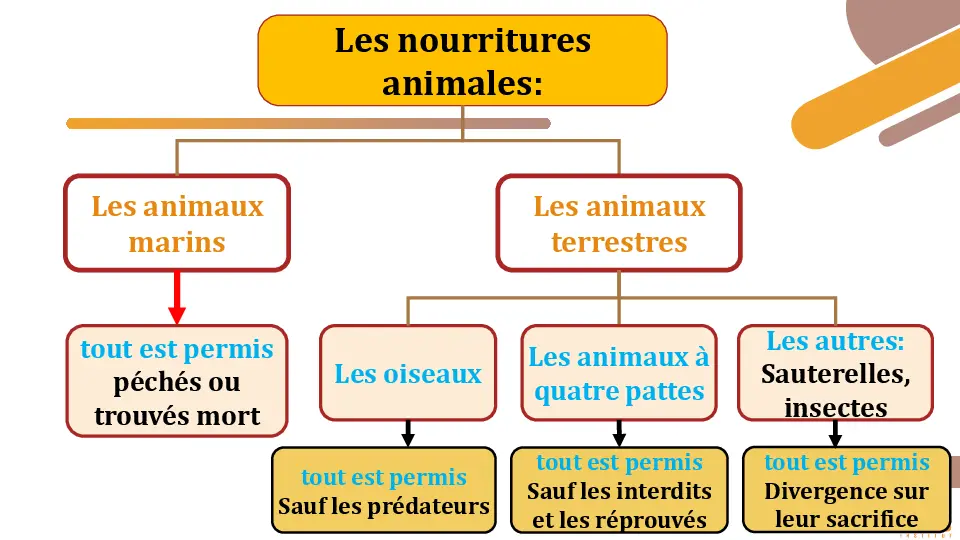 Les nourritures
animales:
Les animaux
marins
Les animaux
terrestres
tout est permis
péchés ou
trouvés mort
Les oiseaux
Les animaux à
quatre pattes
Les autres:
Sauterelles,
insectes
tout est permis
Sauf les prédateurs
tout est permis
Sauf les interdits
et les réprouvés
tout est permis
Divergence sur
leur sacrifice